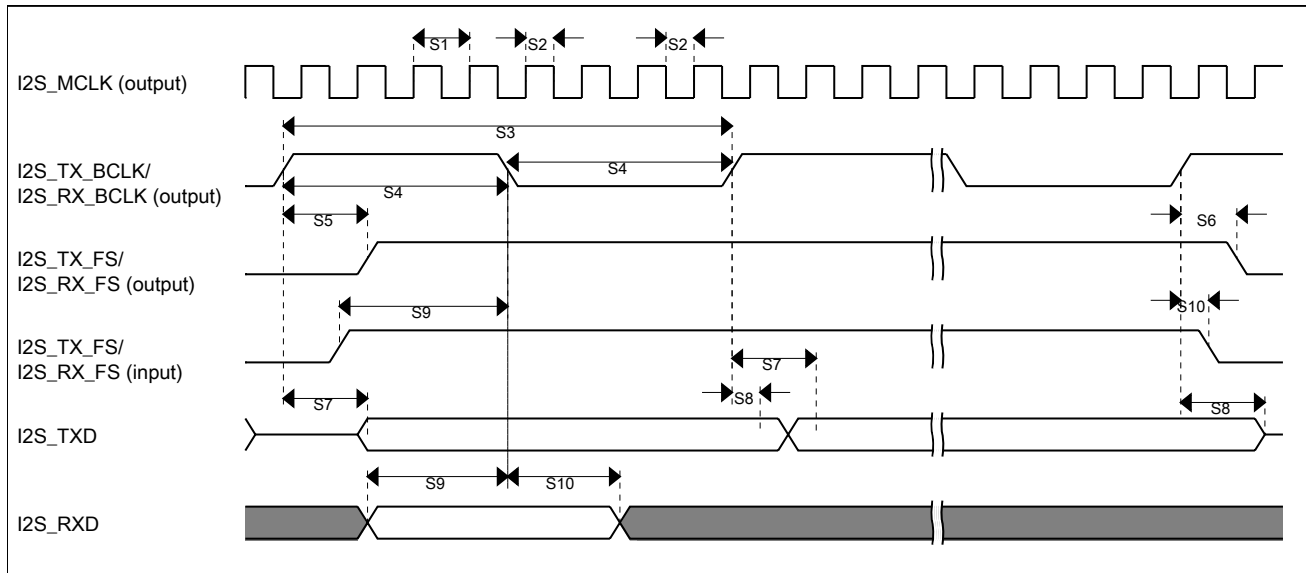 S1
S2
S2
I2S_MCLK (output)
S3
I2S_TX_BCLK/
I2S_RX_BCLK (output)
S4
S4
S5
S6
I2S_TX_FS/
I2S_RX_FS (output)
S9
S10
I2S_TX_FS/
I2S_RX_FS (input)
S7
S7
S8
S8
I2S_TXD
S9
S10
I2S_RXD